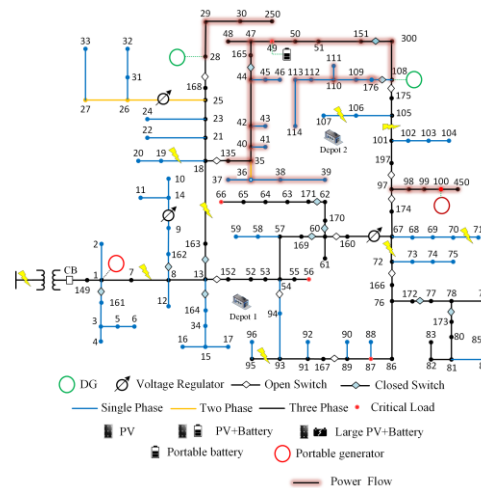 29 30 250
33 32 28 48 47 49 50 51 151 300
165
168 44 45 46 113 112 111 110 109 176 108
31 175
27 26 25 42 43 114 107 106 105
24 23 40 41 Depot 2 101 102 103 104
22 21 135 35
20 19 18 37 36 38 39 197
10 66 65 64 63 171 62 97 98 99 100 450
11 14 174
170
9 59 58 57 60 160 67 68 69 70 71
163 169 61 72 73 74 75
2 162 166
1 CB 7 8 13 152 52 53 54 55 56 76 172 77 78
149 161 12 164 Depot 1 94 173
3 5 6 34 96 92 90 88 83 80
4 16 15 17 95 93 91 167 89 87 86 82 81
DG Voltage Regulator Open Switch Closed Switch
Single Phase Two Phase Three Phase Critical Load
PV PV+Battery Large PV+Battery
Portable battery Portable generator
Power Flow